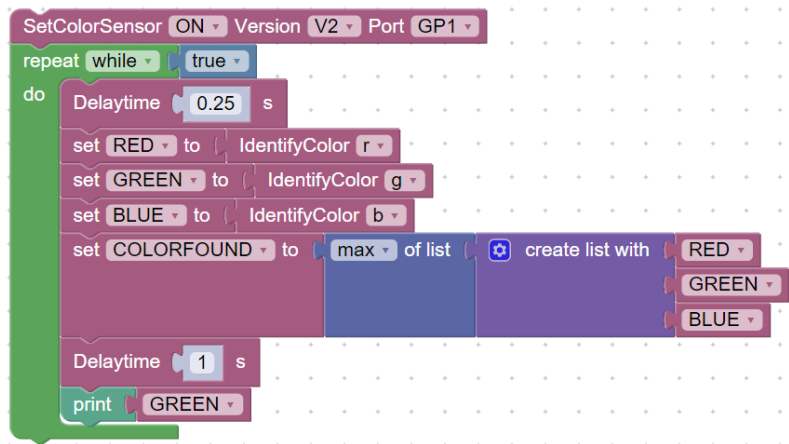 SetColorSensor ON Version V2 Port GP1
repeat while true
do Delaytime 0.25 s
set RED to IdentifyColor r
set GREEN to IdentifyColor g
set BLUE to IdentifyColor b
set COLORFOUND to max of list create list with RED
GREEN
BLUE
Delaytime 1 s
print GREEN